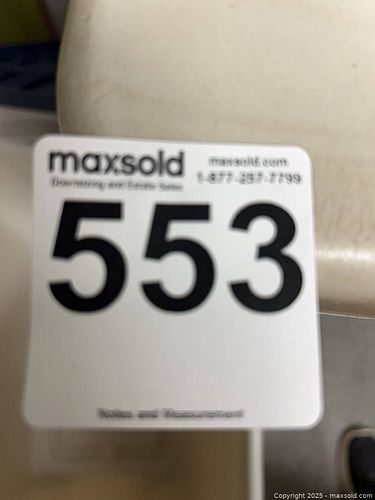 maxsold
maxsold.com
Downsizing and Estate Sales
1-877-257-7799
553
Notes and Measurement
Copyright 2025 - maxsold.com